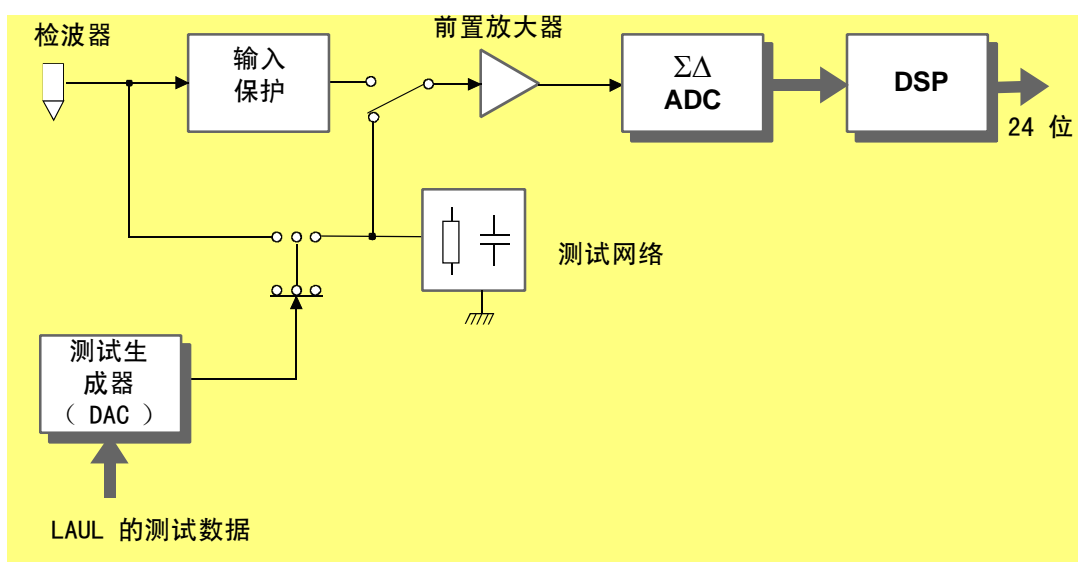 检波器
输入
保护
前置放大器
ΣΔ
ADC
DSP
24 位
测试网络
测试生
成器
( DAC )
LAUL 的测试数据